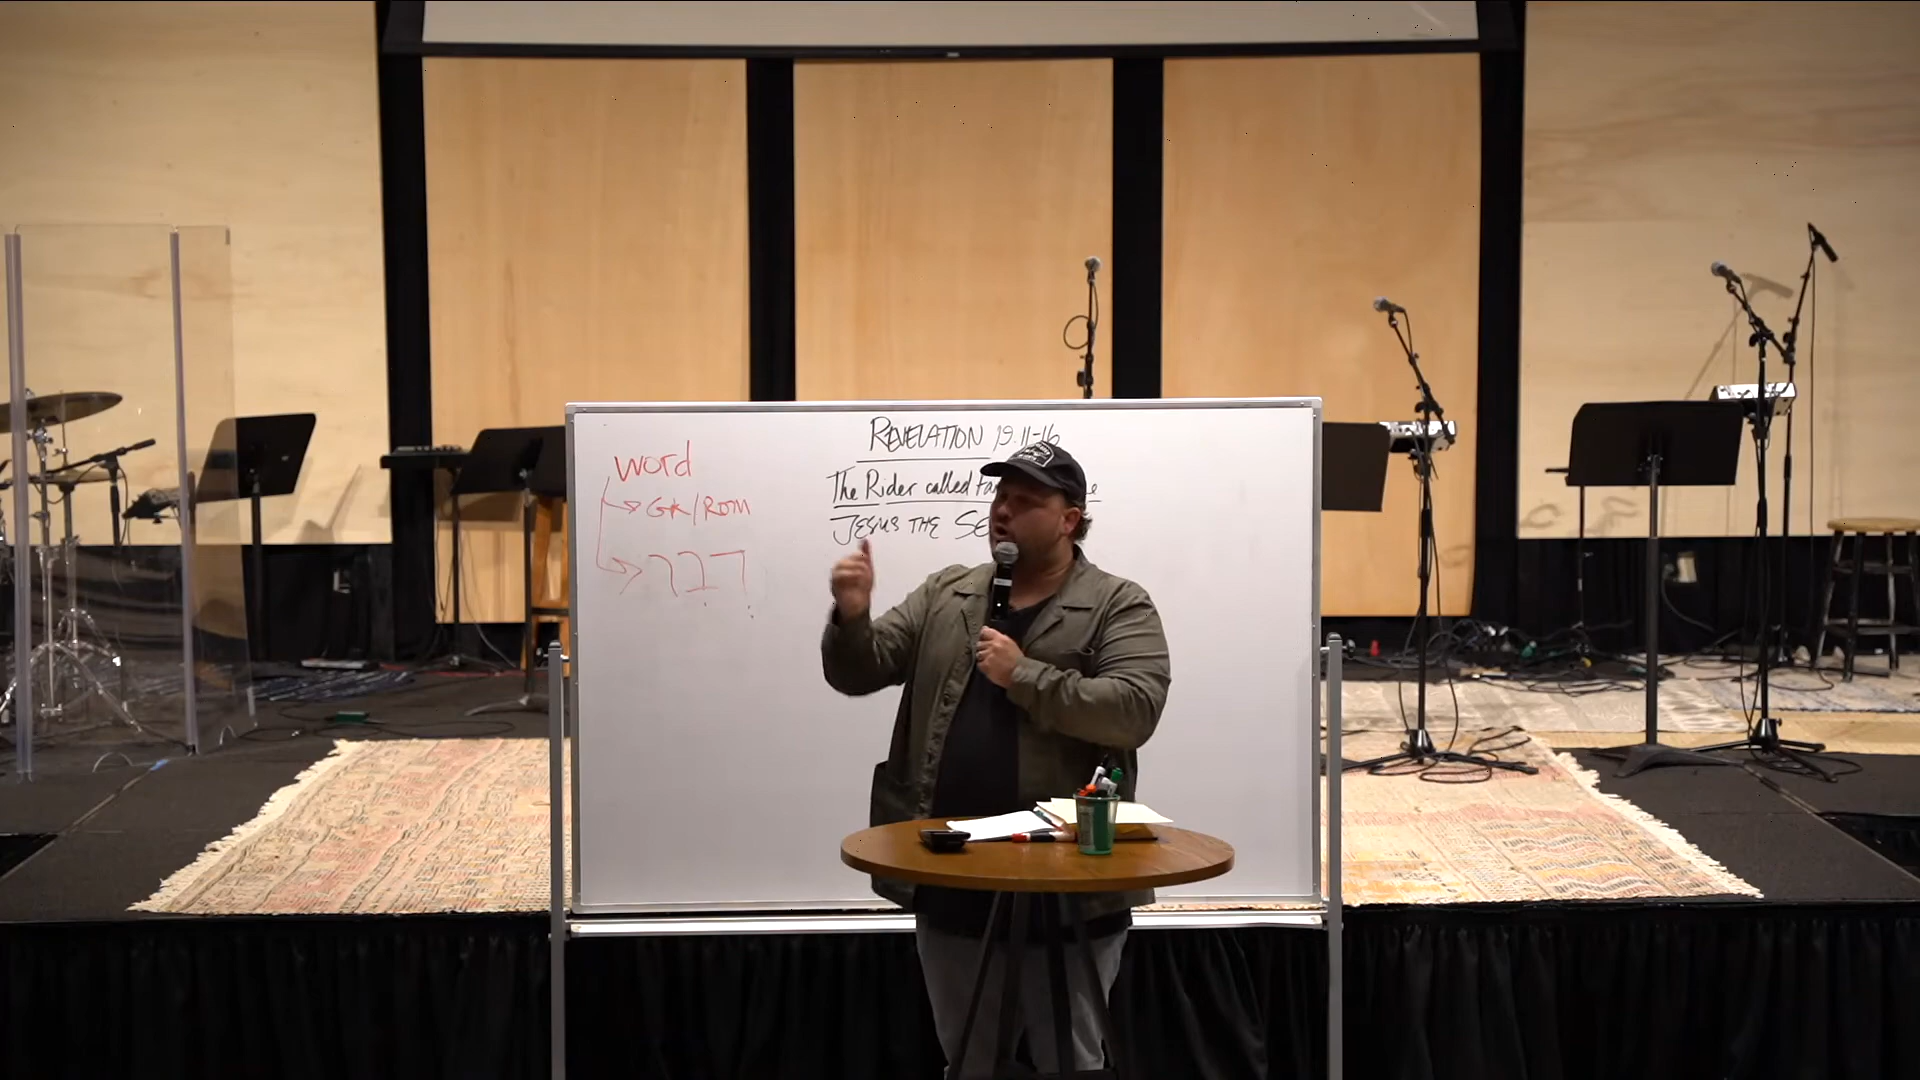 REVELATION 19:11-16
The Rider called
JESUS THE
word
GK/ROM
דבר